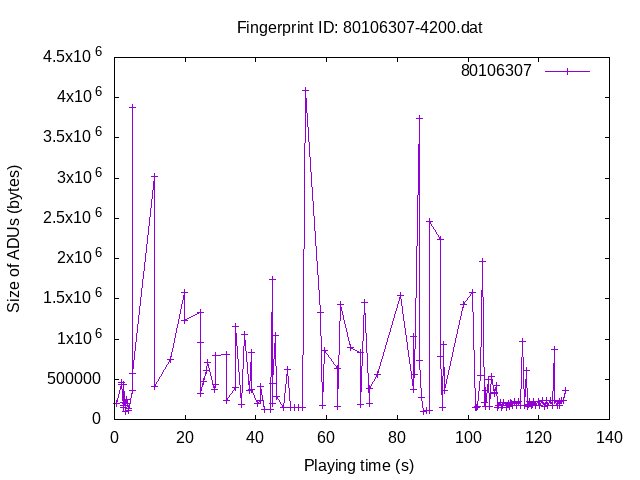 Fingerprint ID: 80106307-4200.dat
80106307
Size of ADUs (bytes)
4.5x10^6
4x10^6
3.5x10^6
3x10^6
2.5x10^6
2x10^6
1.5x10^6
1x10^6
500000
0
0 20 40 60 80 100 120 140
Playing time (s)